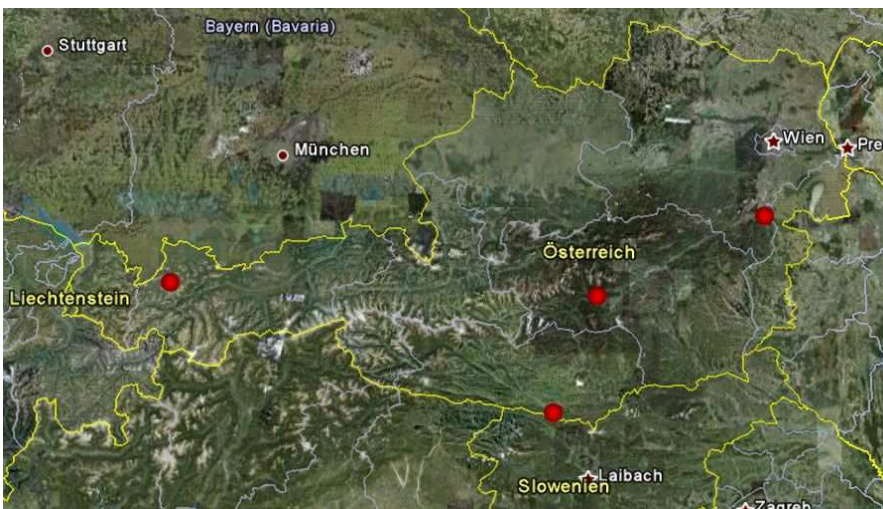 Bayern (Bavaria)
Stuttgart
München
Wien
Pre
Österreich
Liechtenstein
Laibach
Slowenien
Zagreb